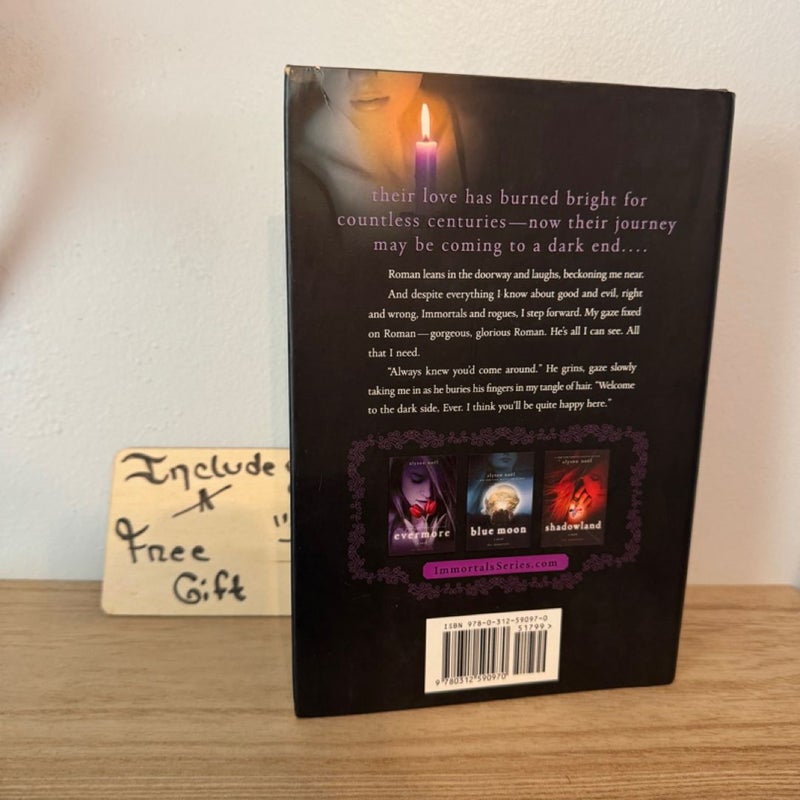 their love has burned bright for
countless centuries—now their journey
may be coming to a dark end....
Roman leans in the doorway and laughs, beckoning me near.
And despite everything I know about good and evil, right
and wrong, Immortals and rogues, I step forward. My gaze fixed
on Roman—gorgeous, glorious Roman. He's all I can see. All
that I need.
"Always knew you'd come around." He grins, gaze slowly
taking me in as he buries his fingers in my tangle of hair. "Welcome
to the dark side, Ever. I think you'll be quite happy here."
alyson noël
evermore
alyson noël
blue moon
alyson noël
shadowland
ImmortalsSeries.com
ISBN 978-0-312-59097-0
51799>
9 780312 590970
Include
A
Free
Gift